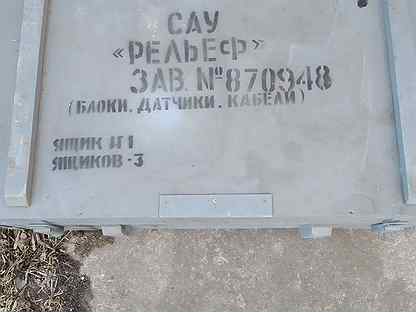 САУ
«РЕЛЬЕФ»
ЗАВ. №870948
(БЛОКИ, ДАТЧИКИ, КАБЕЛИ)
ЯЩИК №1
ЯЩИКОВ-3